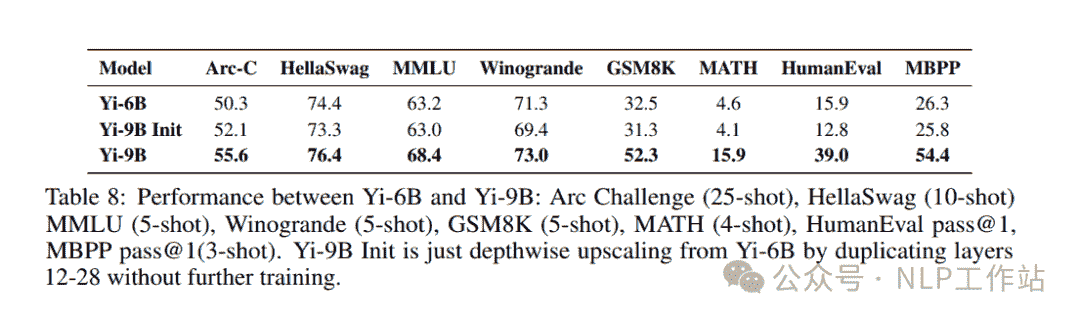 Model Arc-C HellaSwag MMLU Winogrande GSM8K MATH HumanEval MBPP
Yi-6B 50.3 74.4 63.2 71.3 32.5 4.6 15.9 26.3
Yi-9B Init 52.1 73.3 63.0 69.4 31.3 4.1 12.8 25.8
Yi-9B 55.6 76.4 68.4 73.0 52.3 15.9 39.0 54.4
Table 8: Performance between Yi-6B and Yi-9B: Arc Challenge (25-shot), HellaSwag (10-shot)
MMLU (5-shot), Winogrande (5-shot), GSM8K (5-shot), MATH (4-shot), HumanEval pass@1,
MBPP pass@1(3-shot). Yi-9B Init is just depthwise upscaling from Yi-6B by duplicating layers
12-28 without further training.
公众号 · NLP工作站